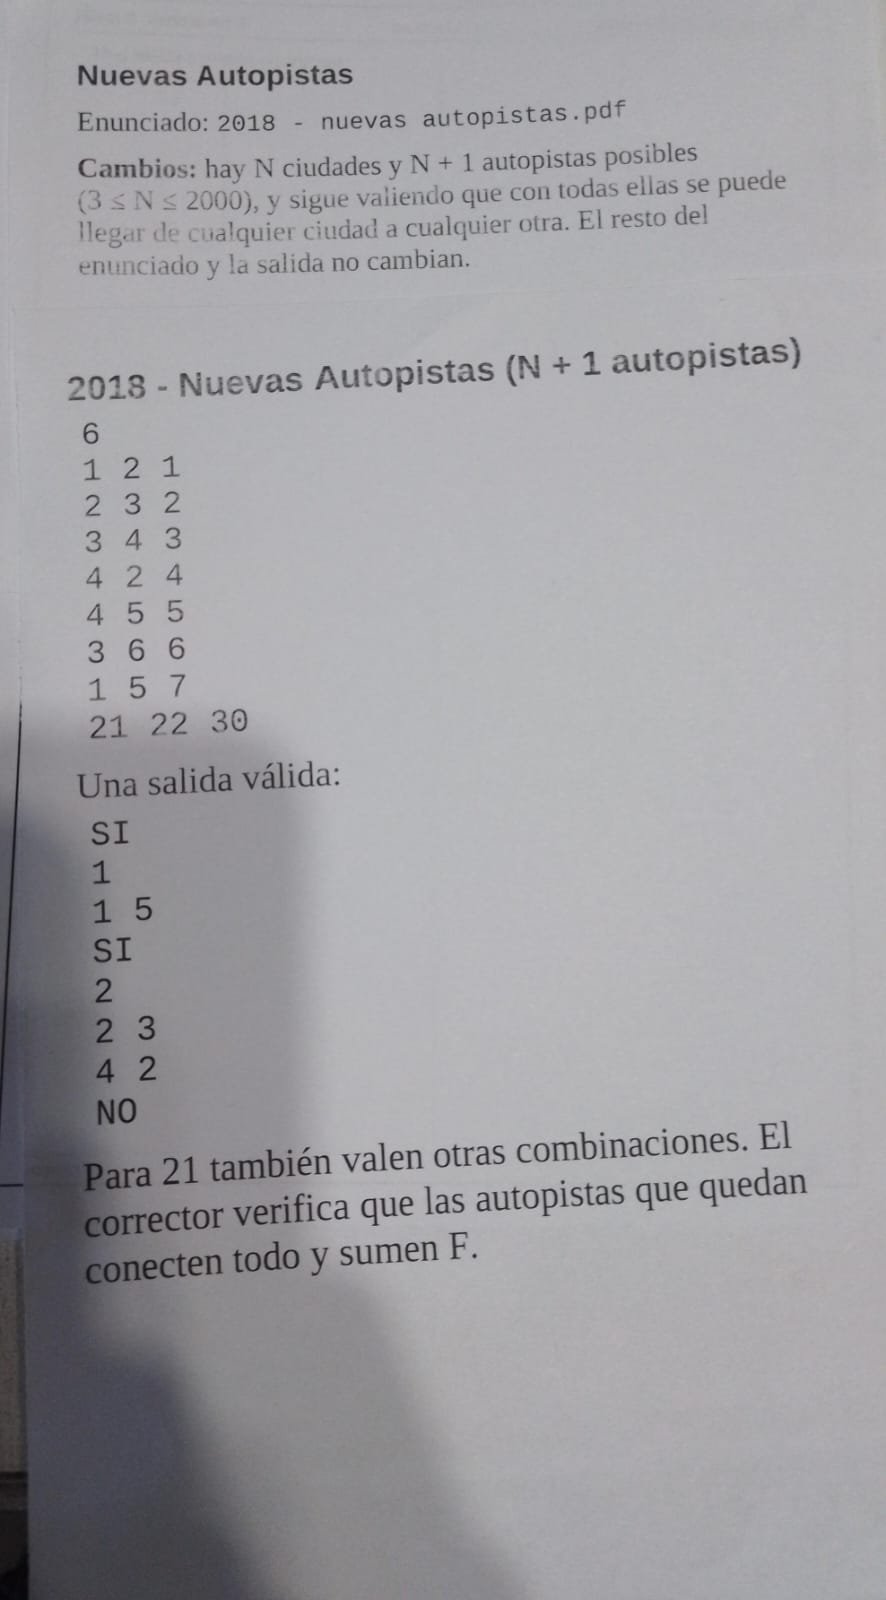 Nuevas Autopistas
Enunciado: 2018 - nuevas autopistas.pdf
Cambios: hay N ciudades y N + 1 autopistas posibles
(3 ≤ N ≤ 2000), y sigue valiendo que con todas ellas se puede
llegar de cualquier ciudad a cualquier otra. El resto del
enunciado y la salida no cambian.
2018 - Nuevas Autopistas (N + 1 autopistas)
6
1 2 1
2 3 2
3 4 3
4 2 4
4 5 5
3 6 6
1 5 7
21 22 30
Una salida válida:
SI
1
1 5
SI
2
2 3
4 2
NO
Para 21 también valen otras combinaciones. El
corrector verifica que las autopistas que quedan
conecten todo y sumen F.